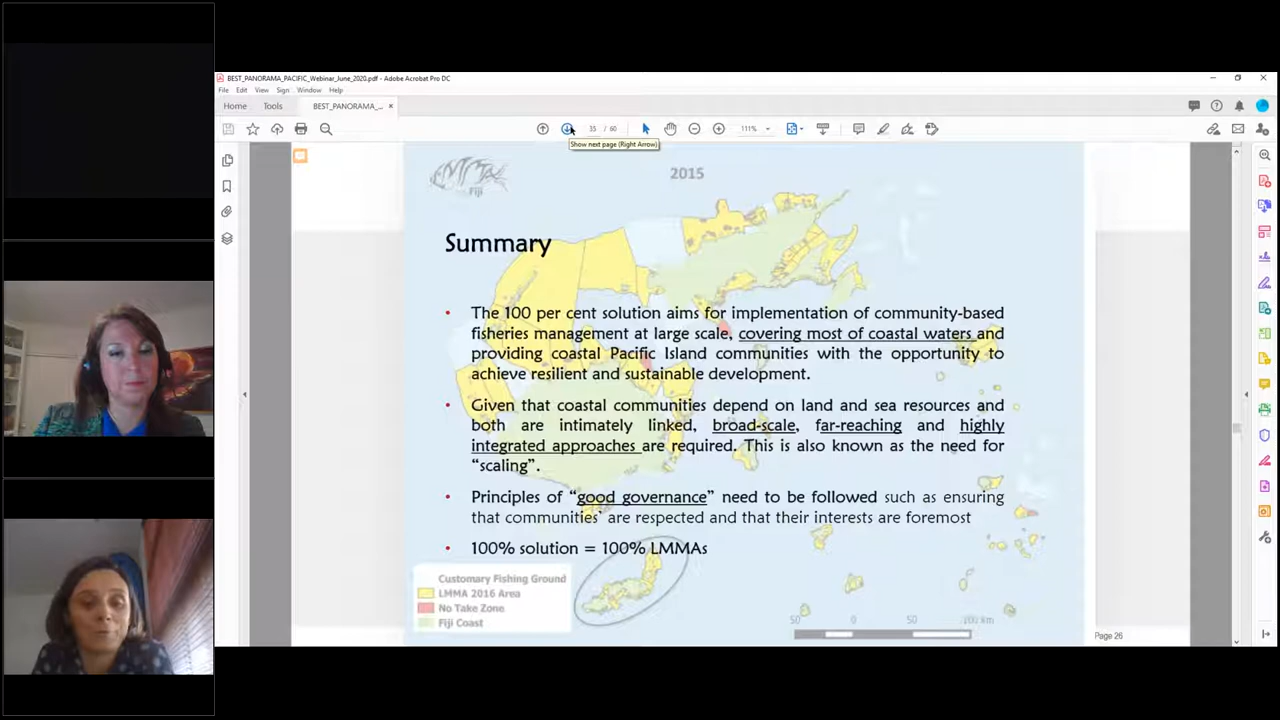 BEST_PANORAMA_PACIFIC_Webinar_June_2020.pdf - Adobe Acrobat Pro DC
File Edit View Sign Window Help
Home Tools BEST_PANORAMA_... ×
35 / 60
111%
Show next page (Right Arrow)
LMMA
Fiji
2015
Summary
• The 100 per cent solution aims for implementation of community-based
fisheries management at large scale, covering most of coastal waters and
providing coastal Pacific Island communities with the opportunity to
achieve resilient and sustainable development.
• Given that coastal communities depend on land and sea resources and
both are intimately linked, broad-scale, far-reaching and highly
integrated approaches are required. This is also known as the need for
“scaling”.
• Principles of “good governance” need to be followed such as ensuring
that communities’ are respected and that their interests are foremost
• 100% solution = 100% LMMAs
Customary Fishing Ground
LMMA 2016 Area
No Take Zone
Fiji Coast
50 0 50 100 km
Page 26